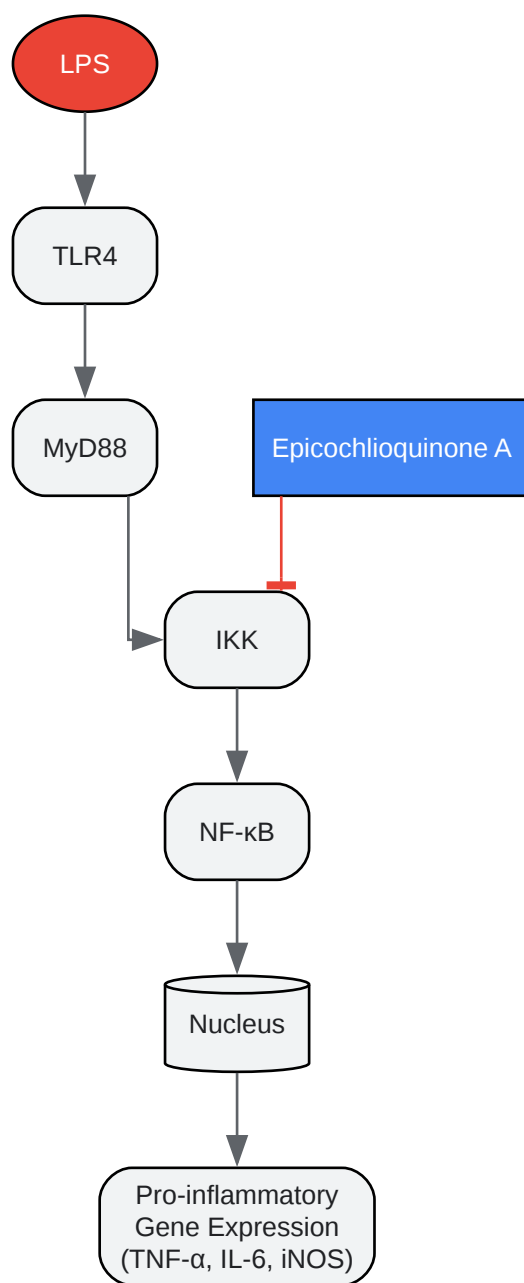 LPS
TLR4
MyD88
Epicochlioquinone A
IKK
NF-κB
Nucleus
Pro-inflammatory
Gene Expression
(TNF-α, IL-6, iNOS)